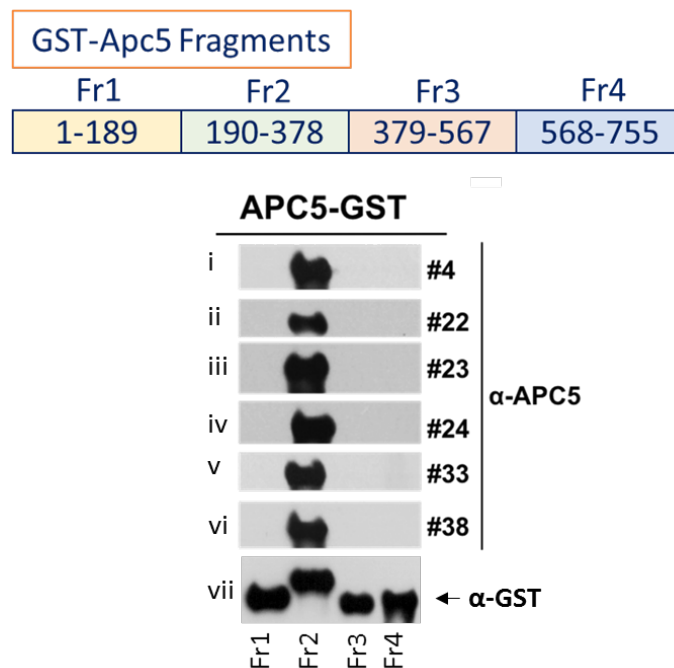 GST-Apc5 Fragments
Fr1 Fr2 Fr3 Fr4
1-189 190-378 379-567 568-755
APC5-GST
i #4
ii #22
iii #23
α-APC5
iv #24
v #33
vi #38
vii ← α-GST
Fr1 Fr2 Fr3 Fr4